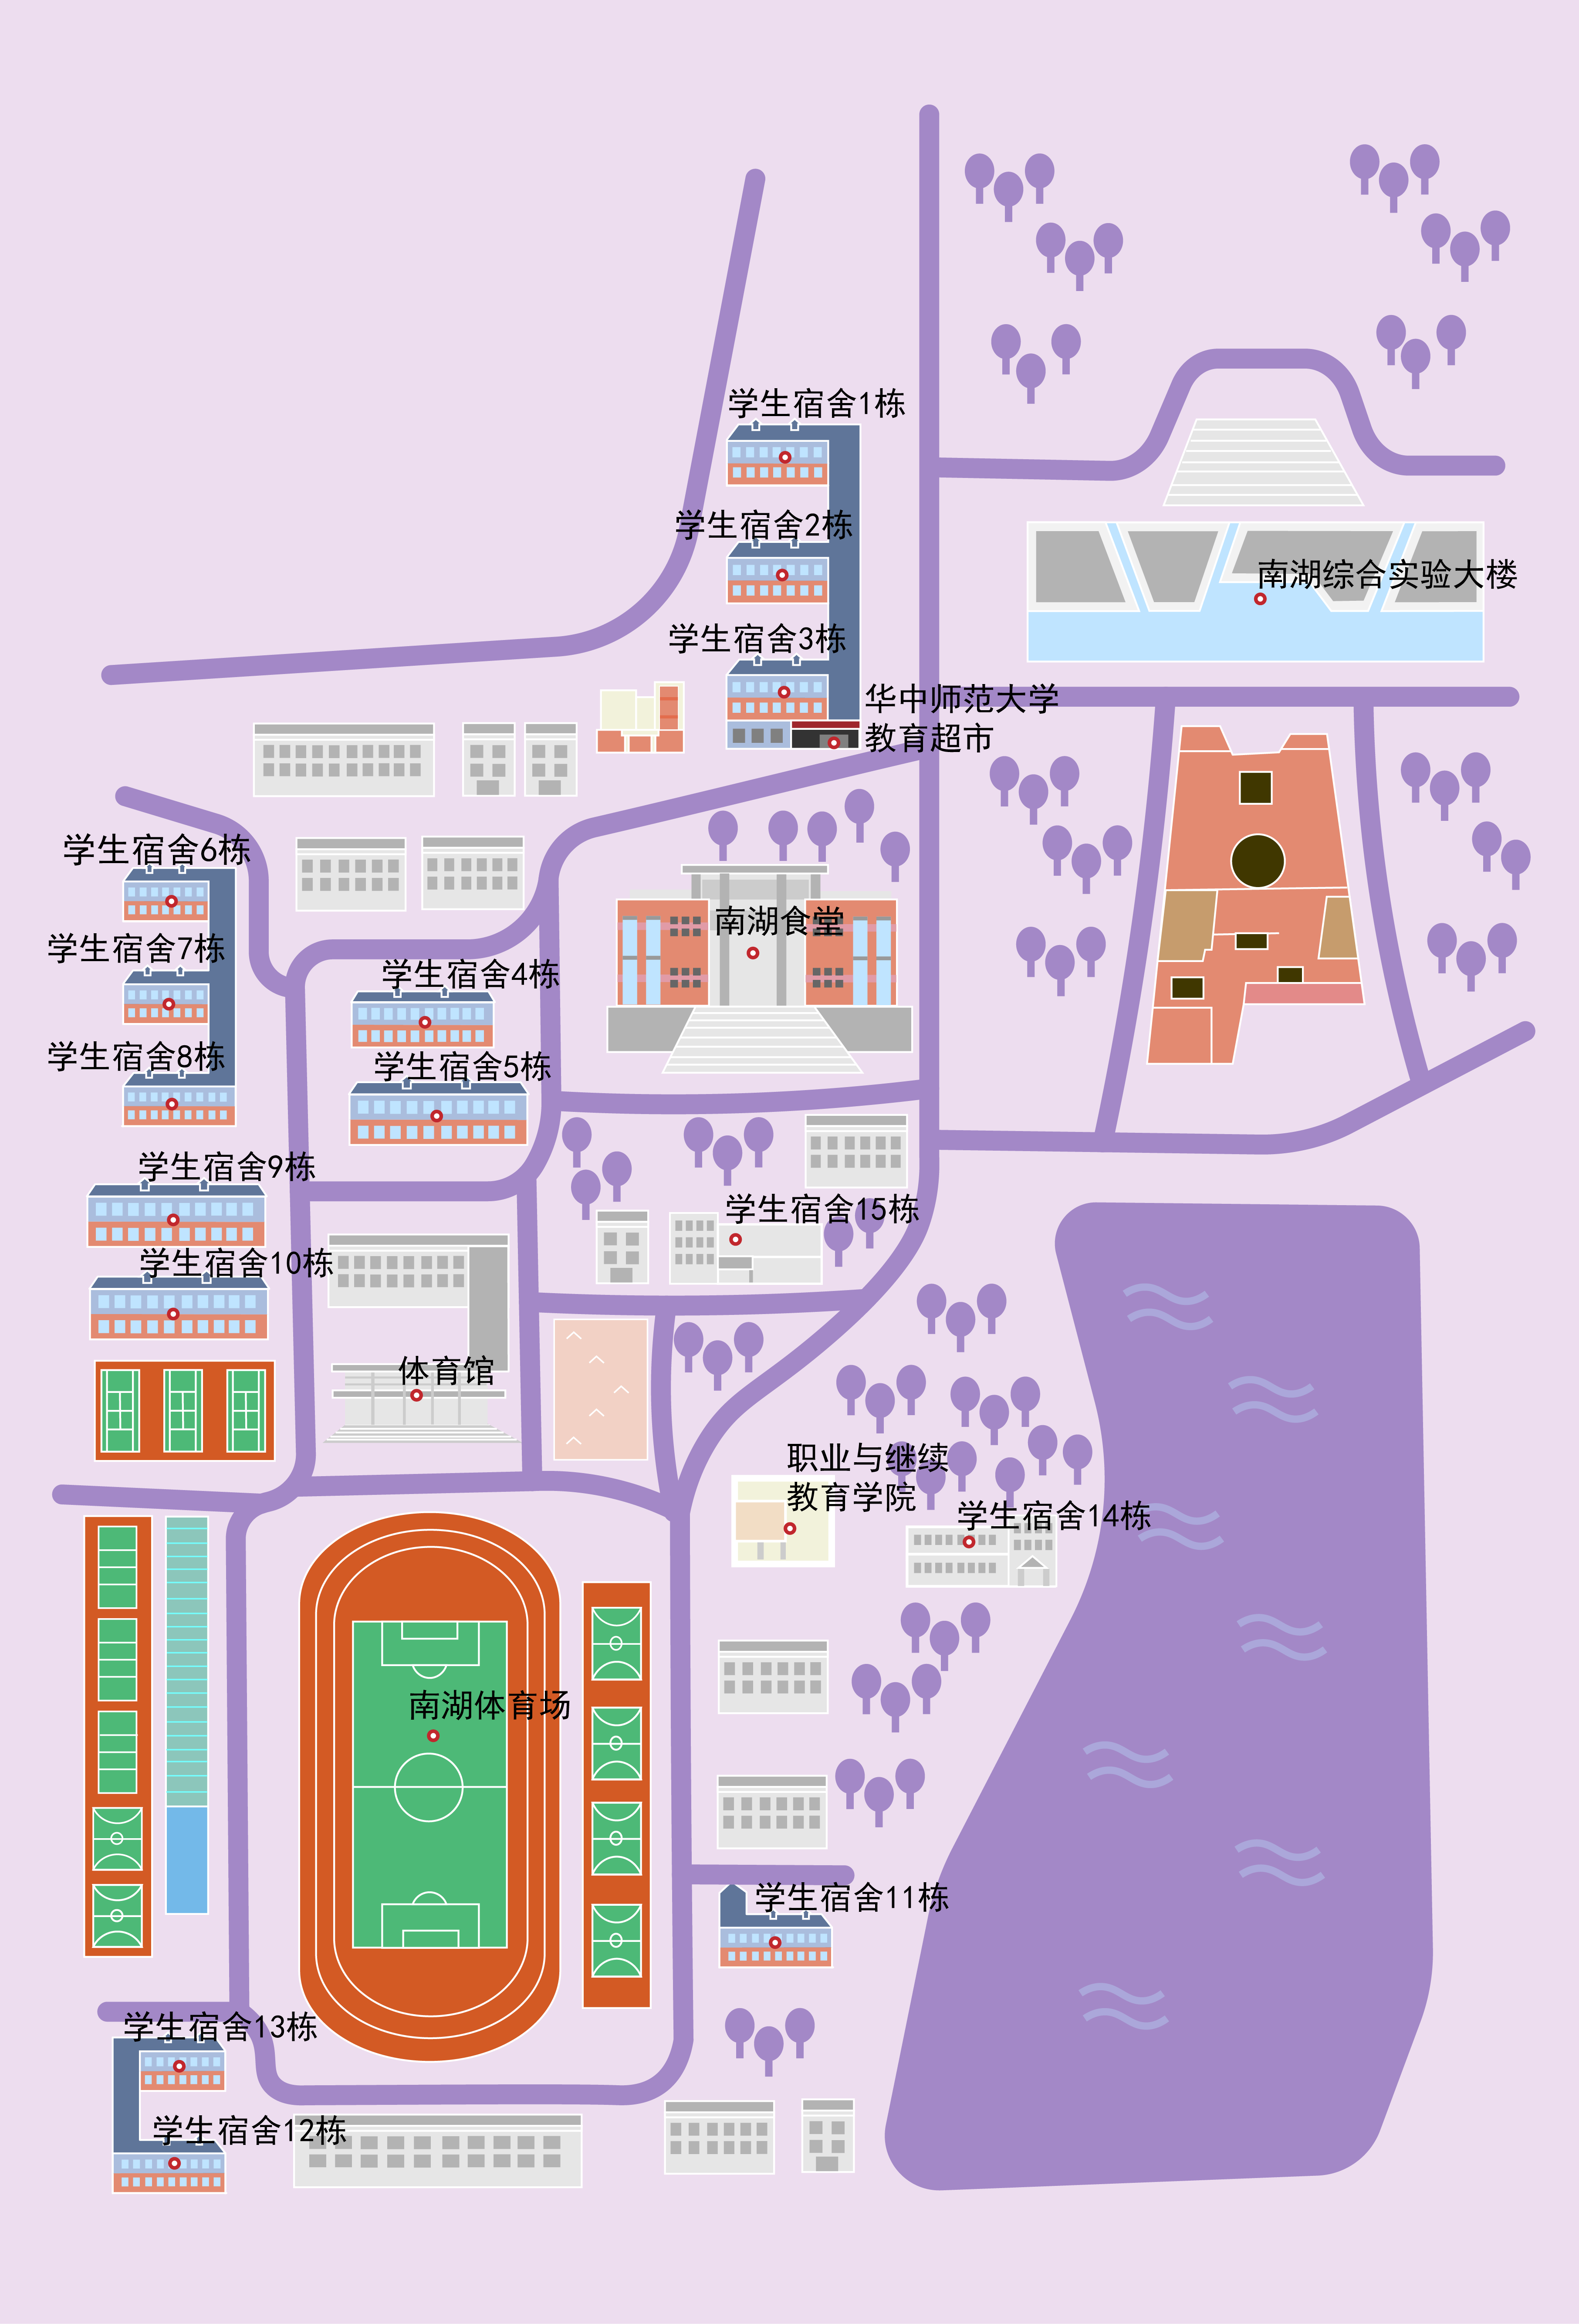 学生宿舍1栋
学生宿舍2栋
南湖综合实验大楼
学生宿舍3栋
华中师范大学
教育超市
学生宿舍6栋
南湖食堂
学生宿舍7栋
学生宿舍4栋
学生宿舍8栋
学生宿舍5栋
学生宿舍9栋
学生宿舍15栋
学生宿舍10栋
体育馆
职业与继续
教育学院
学生宿舍14栋
南湖体育场
学生宿舍11栋
学生宿舍13栋
学生宿舍12栋